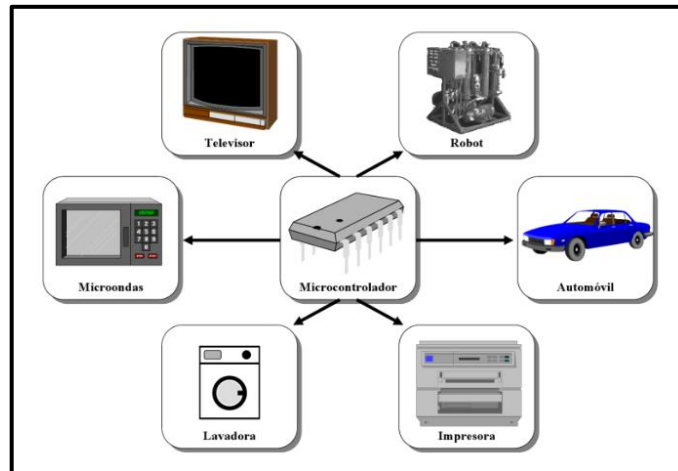 Televisor
Robot
Microondas
Microcontrolador
Automóvil
Lavadora
Impresora